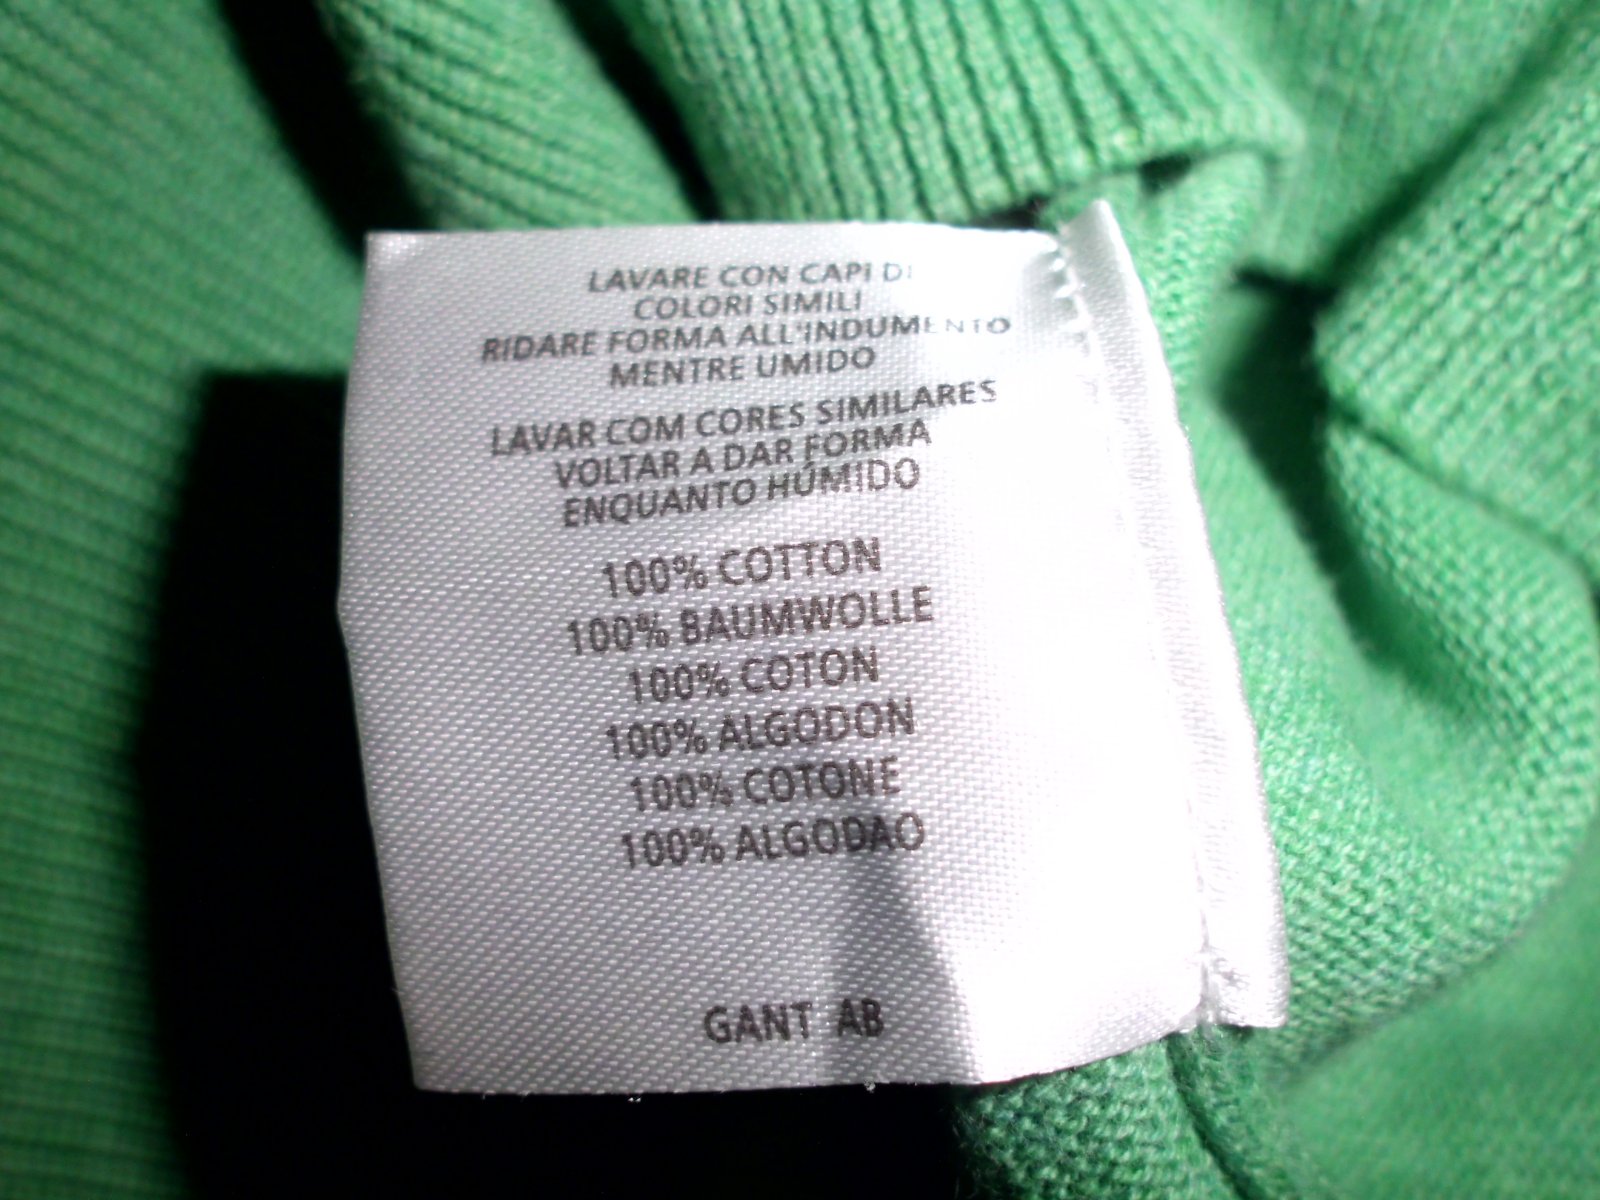 LAVARE CON CAPI DI
COLORI SIMILI
RIDARE FORMA ALL'INDUMENTO
MENTRE UMIDO
LAVAR COM CORES SIMILARES
VOLTAR A DAR FORMA
ENQUANTO HÚMIDO
100% COTTON
100% BAUMWOLLE
100% COTON
100% ALGODON
100% COTONE
100% ALGODAO
GANT AB